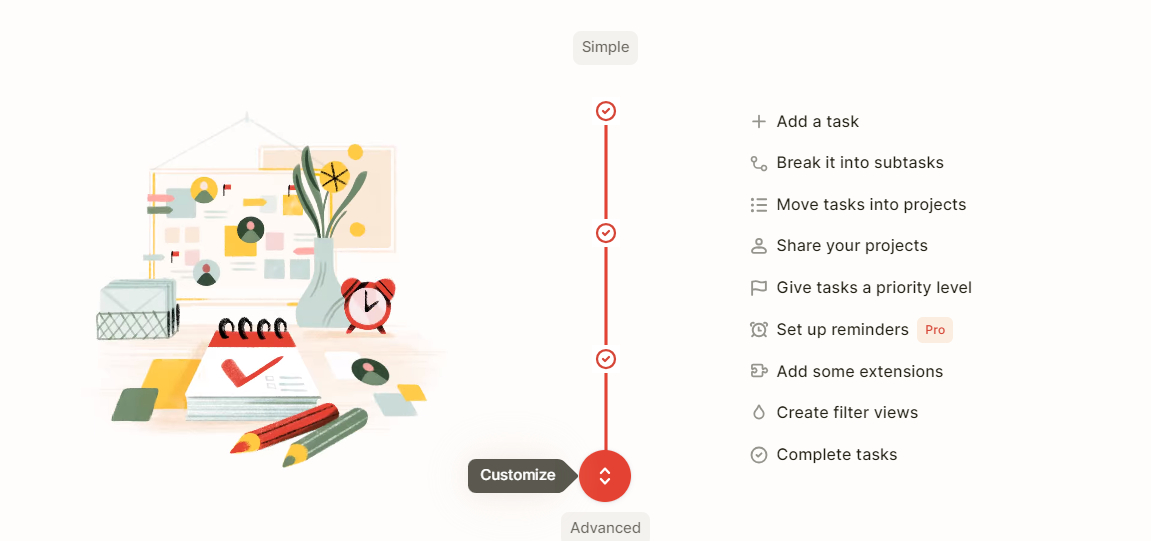 Simple
Add a task
Break it into subtasks
Move tasks into projects
Share your projects
Give tasks a priority level
Set up reminders Pro
Add some extensions
Create filter views
Complete tasks
Customize
Advanced